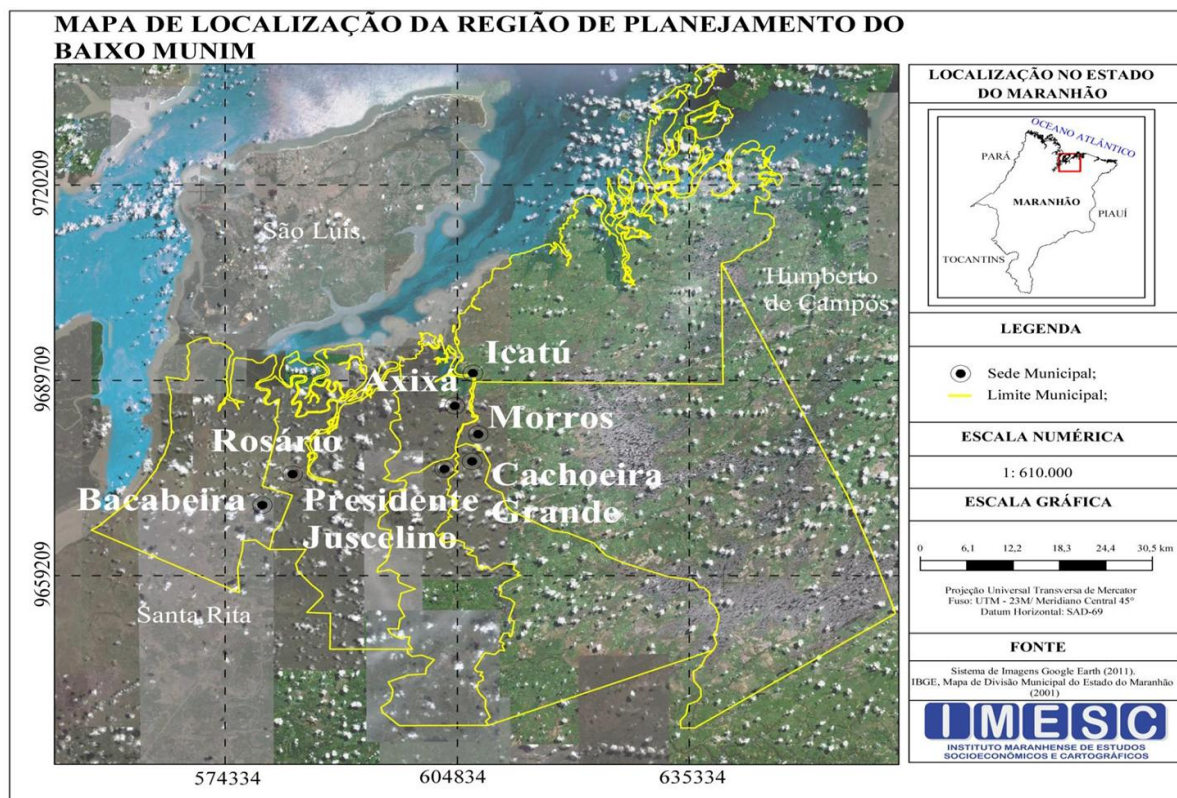 MAPA DE LOCALIZAÇÃO DA REGIÃO DE PLANEJAMENTO DO
BAIXO MUNIM
9720209
9689709
9659209
574334
604834
635334
São Luís
Humberto
de Campos
Icatú
Axixá
Morros
Rosário
Cachoeira
Grande
Bacabeira
Presidente
Juscelino
Santa Rita
LOCALIZAÇÃO NO ESTADO
DO MARANHÃO
OCEANO ATLÂNTICO
PARÁ
MARANHÃO
PIAUÍ
TOCANTINS
LEGENDA
Sede Municipal;
Limite Municipal;
ESCALA NUMÉRICA
1: 610.000
ESCALA GRÁFICA
0 6,1 12,2 18,3 24,4 30,5 km
Projeção Universal Transversa de Mercator
Fuso: UTM - 23M/ Meridiano Central 45°
Datum Horizontal: SAD-69
FONTE
Sistema de Imagens Google Earth (2011).
IBGE, Mapa de Divisão Municipal do Estado do Maranhão
(2001)
IMESC
INSTITUTO MARANHENSE DE ESTUDOS
SOCIOECONÔMICOS E CARTOGRÁFICOS